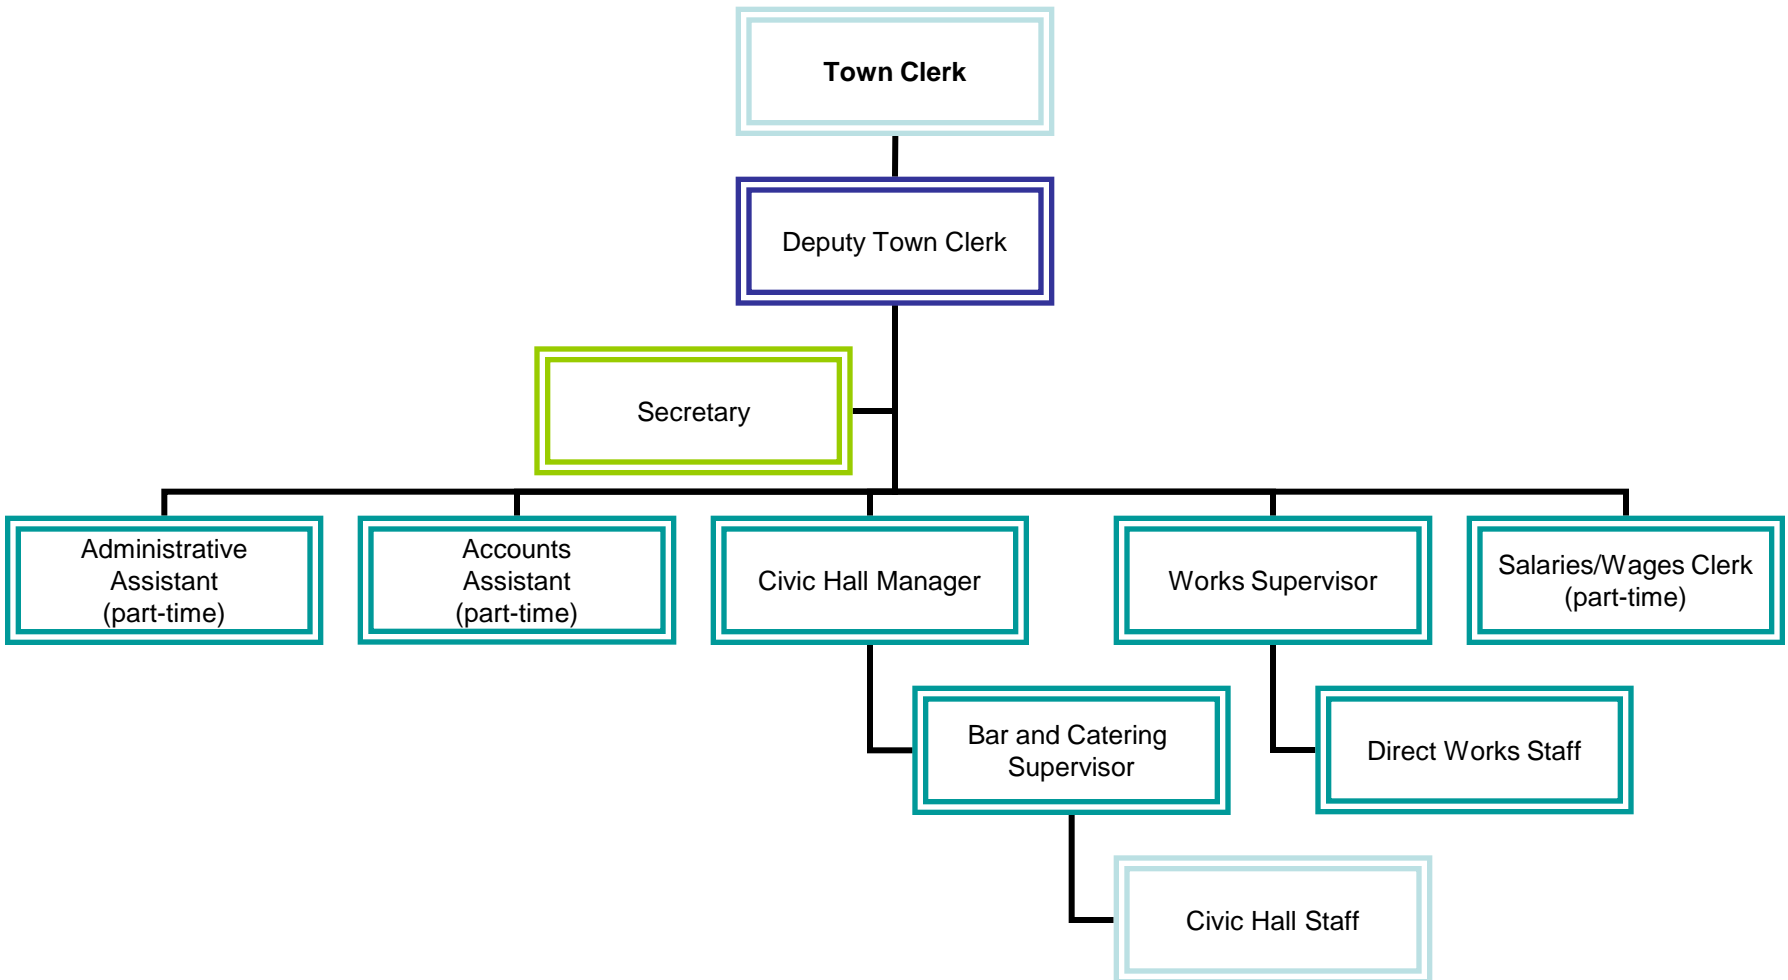 Town Clerk
Deputy Town Clerk
Secretary
Administrative
Assistant
(part-time)
Accounts
Assistant
(part-time)
Civic Hall Manager
Works Supervisor
Salaries/Wages Clerk
(part-time)
Bar and Catering
Supervisor
Direct Works Staff
Civic Hall Staff